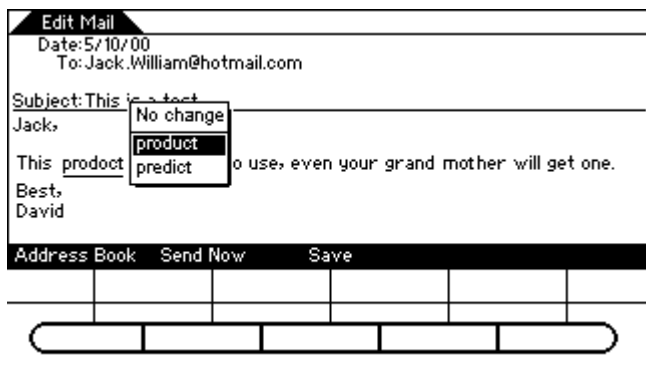 Edit Mail
Date:5/10/00
To:Jack.William@hotmail.com
Subject:This is a test
Jack,
No change
product
predict
This prodoct o use, even your grand mother will get one.
Best,
David
Address Book Send Now Save